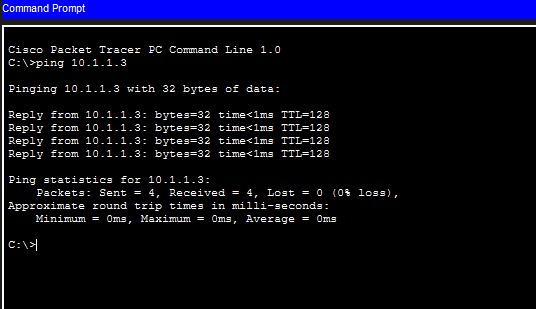 Command Prompt
Cisco Packet Tracer PC Command Line 1.0
C:\>ping 10.1.1.3
Pinging 10.1.1.3 with 32 bytes of data:
Reply from 10.1.1.3: bytes=32 time<1ms TTL=128
Reply from 10.1.1.3: bytes=32 time<1ms TTL=128
Reply from 10.1.1.3: bytes=32 time<1ms TTL=128
Reply from 10.1.1.3: bytes=32 time<1ms TTL=128
Ping statistics for 10.1.1.3:
    Packets: Sent = 4, Received = 4, Lost = 0 (0% loss),
Approximate round trip times in milli-seconds:
    Minimum = 0ms, Maximum = 0ms, Average = 0ms
C:\>